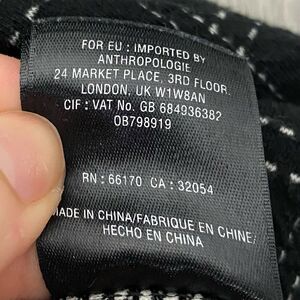 FOR EU : IMPORTED BY
ANTHROPOLOGIE
24 MARKET PLACE, 3RD FLOOR.
LONDON, UK W1W8AN
CIF : VAT No. GB 684936382
OB798919
RN : 66170 CA : 32054
MADE IN CHINA/FABRIQUE EN CHINE/
HECHO EN CHINA